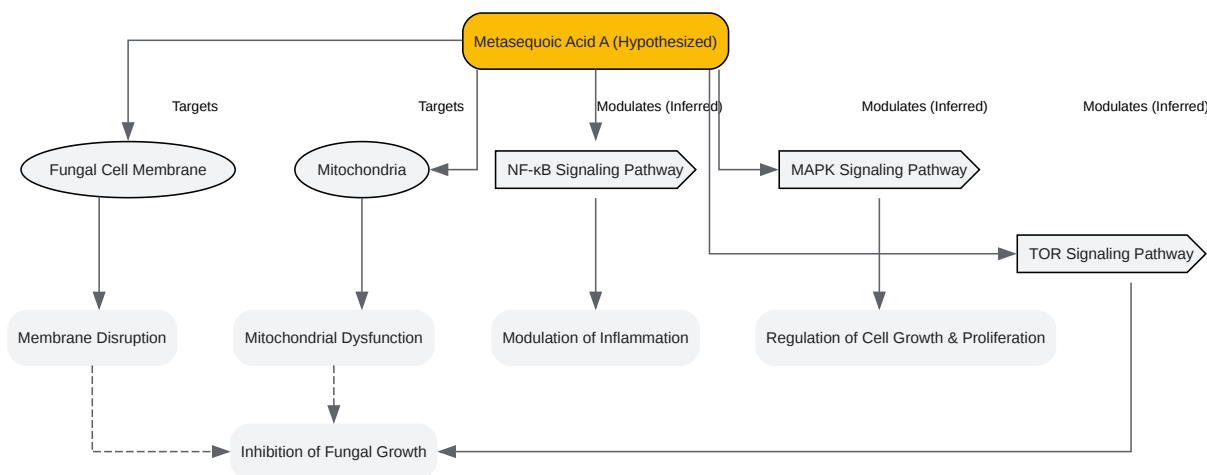 Metasequoic Acid A (Hypothesized)
Targets
Targets
Modulates (Inferred)
Modulates (Inferred)
Modulates (Inferred)
Fungal Cell Membrane
Mitochondria
NF-κB Signaling Pathway
MAPK Signaling Pathway
TOR Signaling Pathway
Membrane Disruption
Mitochondrial Dysfunction
Modulation of Inflammation
Regulation of Cell Growth & Proliferation
Inhibition of Fungal Growth